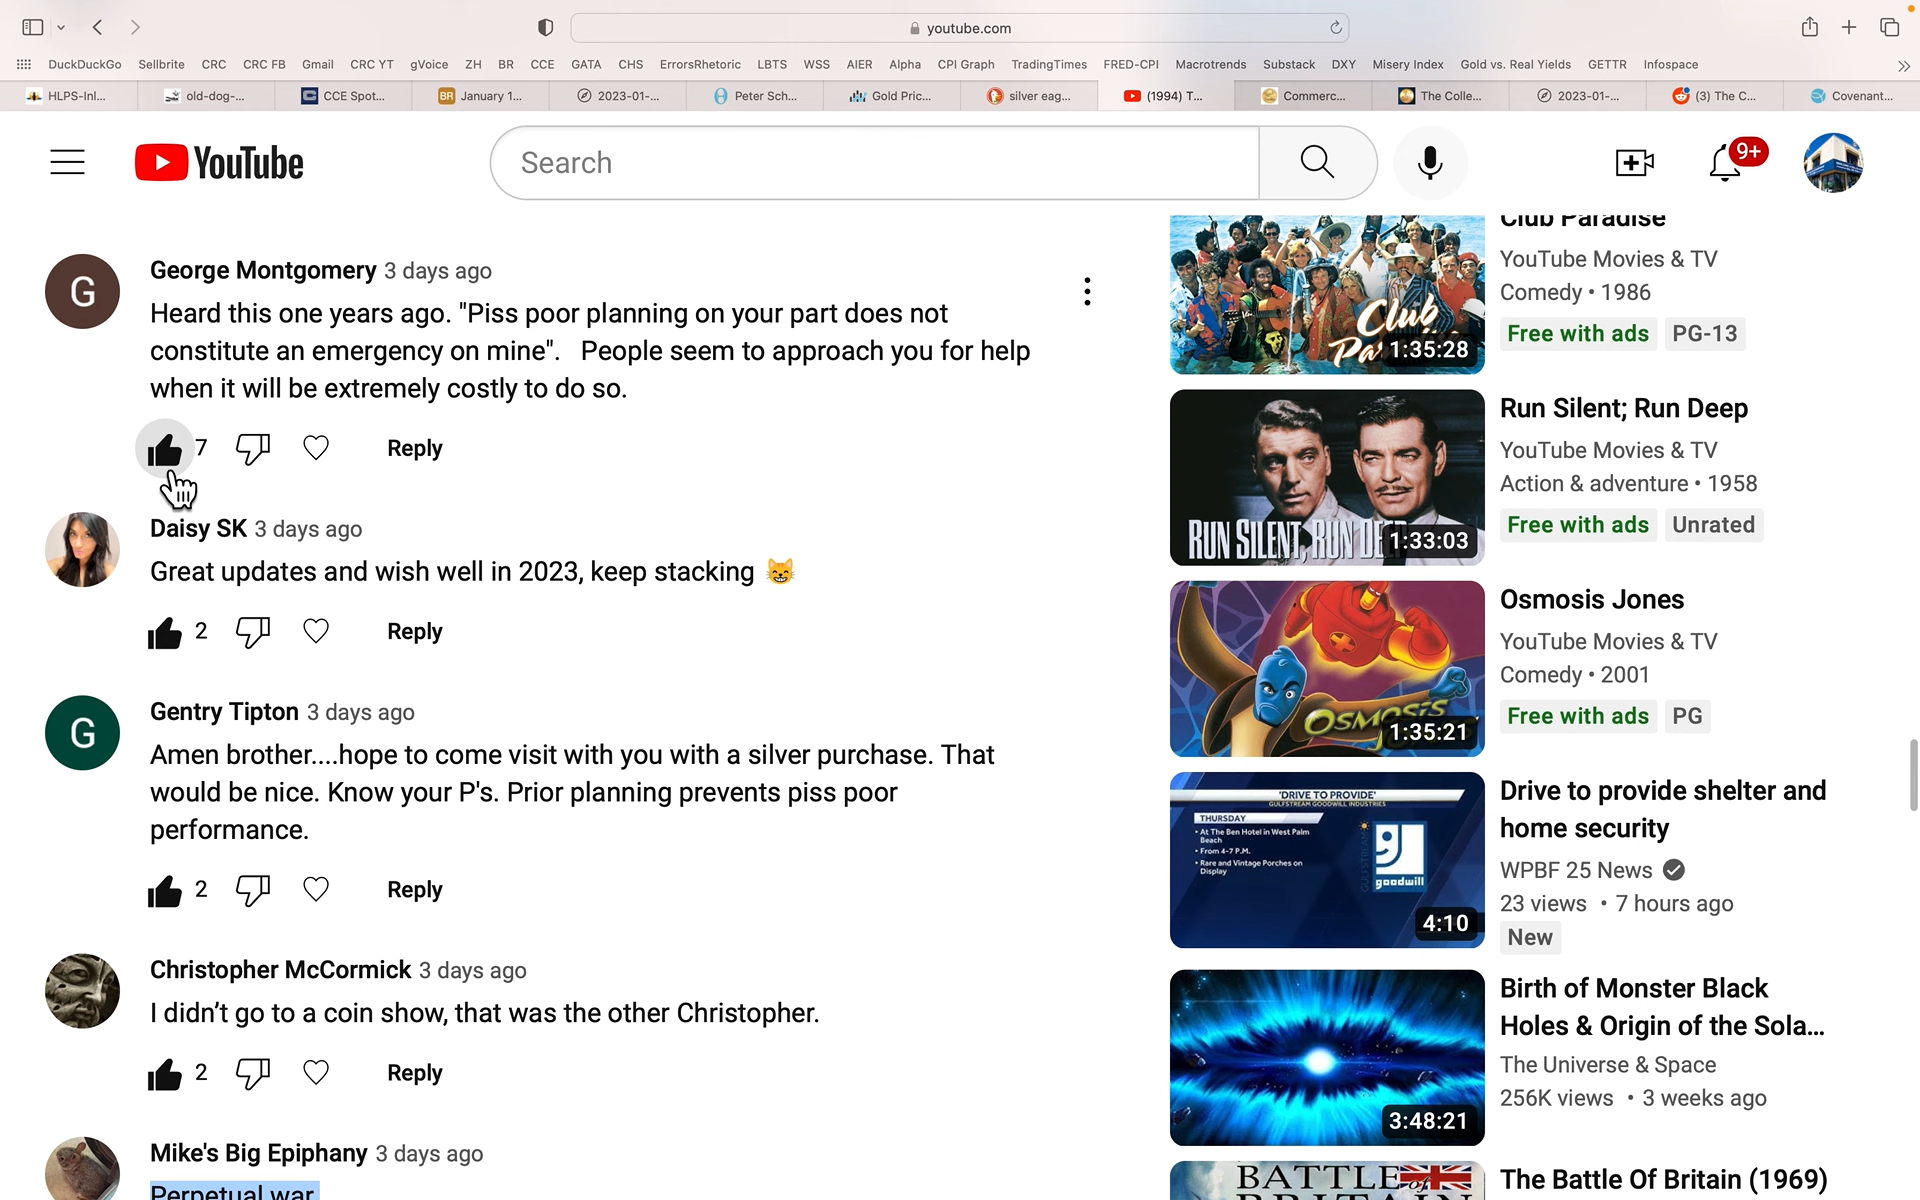 youtube.com
DuckDuckGo Sellbrite CRC CRC FB Gmail CRC YT gVoice ZH BR CCE GATA CHS ErrorsRhetoric LBTS WSS AIER Alpha CPI Graph TradingTimes FRED-CPI Macrotrends Substack DXY Misery Index Gold vs. Real Yields GETTR Infospace
HLPS-Inl... old-dog-... CCE Spot... BR January 1... 2023-01-... Peter Sch... Gold Pric... silver eag... (1994) T... Commerc... The Colle... 2023-01-... (3) The C... Covenant...
YouTube
Search
9+
G
George Montgomery 3 days ago
Heard this one years ago. "Piss poor planning on your part does not
constitute an emergency on mine". People seem to approach you for help
when it will be extremely costly to do so.
7 Reply
Daisy SK 3 days ago
Great updates and wish well in 2023, keep stacking 😸
2 Reply
G
Gentry Tipton 3 days ago
Amen brother....hope to come visit with you with a silver purchase. That
would be nice. Know your P's. Prior planning prevents piss poor
performance.
2 Reply
Christopher McCormick 3 days ago
I didn’t go to a coin show, that was the other Christopher.
2 Reply
Mike's Big Epiphany 3 days ago
Perpetual war
Club
Pa
1:35:28
Club Paradise
YouTube Movies & TV
Comedy • 1986
Free with ads PG-13
RUN SILENT, RUN DE
1:33:03
Run Silent; Run Deep
YouTube Movies & TV
Action & adventure • 1958
Free with ads Unrated
OSMOSIS
1:35:21
Osmosis Jones
YouTube Movies & TV
Comedy • 2001
Free with ads PG
'DRIVE TO PROVIDE'
GULFSTREAM GOODWILL INDUSTRIES
THURSDAY
• At The Ben Hotel in West Palm
Beach
• From 4-7 P.M.
• Rare and Vintage Porches on
Display
GULFSTREAM
goodwill
4:10
Drive to provide shelter and
home security
WPBF 25 News
23 views • 7 hours ago
New
3:48:21
Birth of Monster Black
Holes & Origin of the Sola...
The Universe & Space
256K views • 3 weeks ago
BATTLE of
BRITAIN
The Battle Of Britain (1969)